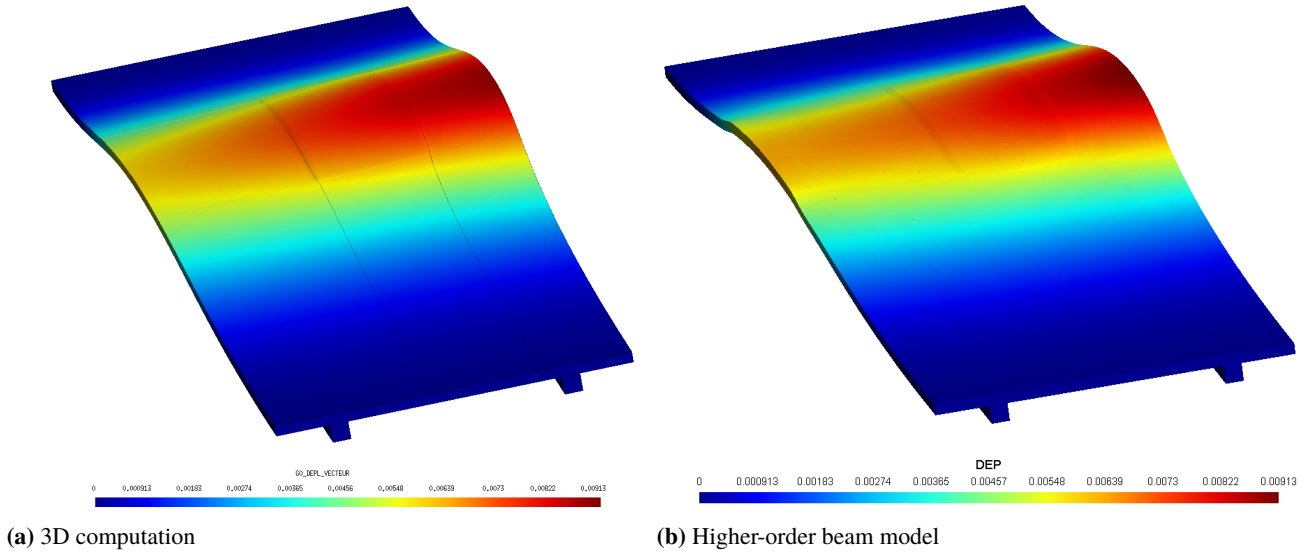 GO_DEPL_VECTEUR
0 0.000913 0.00183 0.00274 0.00365 0.00456 0.00548 0.00639 0.0073 0.00822 0.00913
DEP
0 0.000913 0.00183 0.00274 0.00365 0.00457 0.00548 0.00639 0.0073 0.00822 0.00913
(a) 3D computation
(b) Higher-order beam model